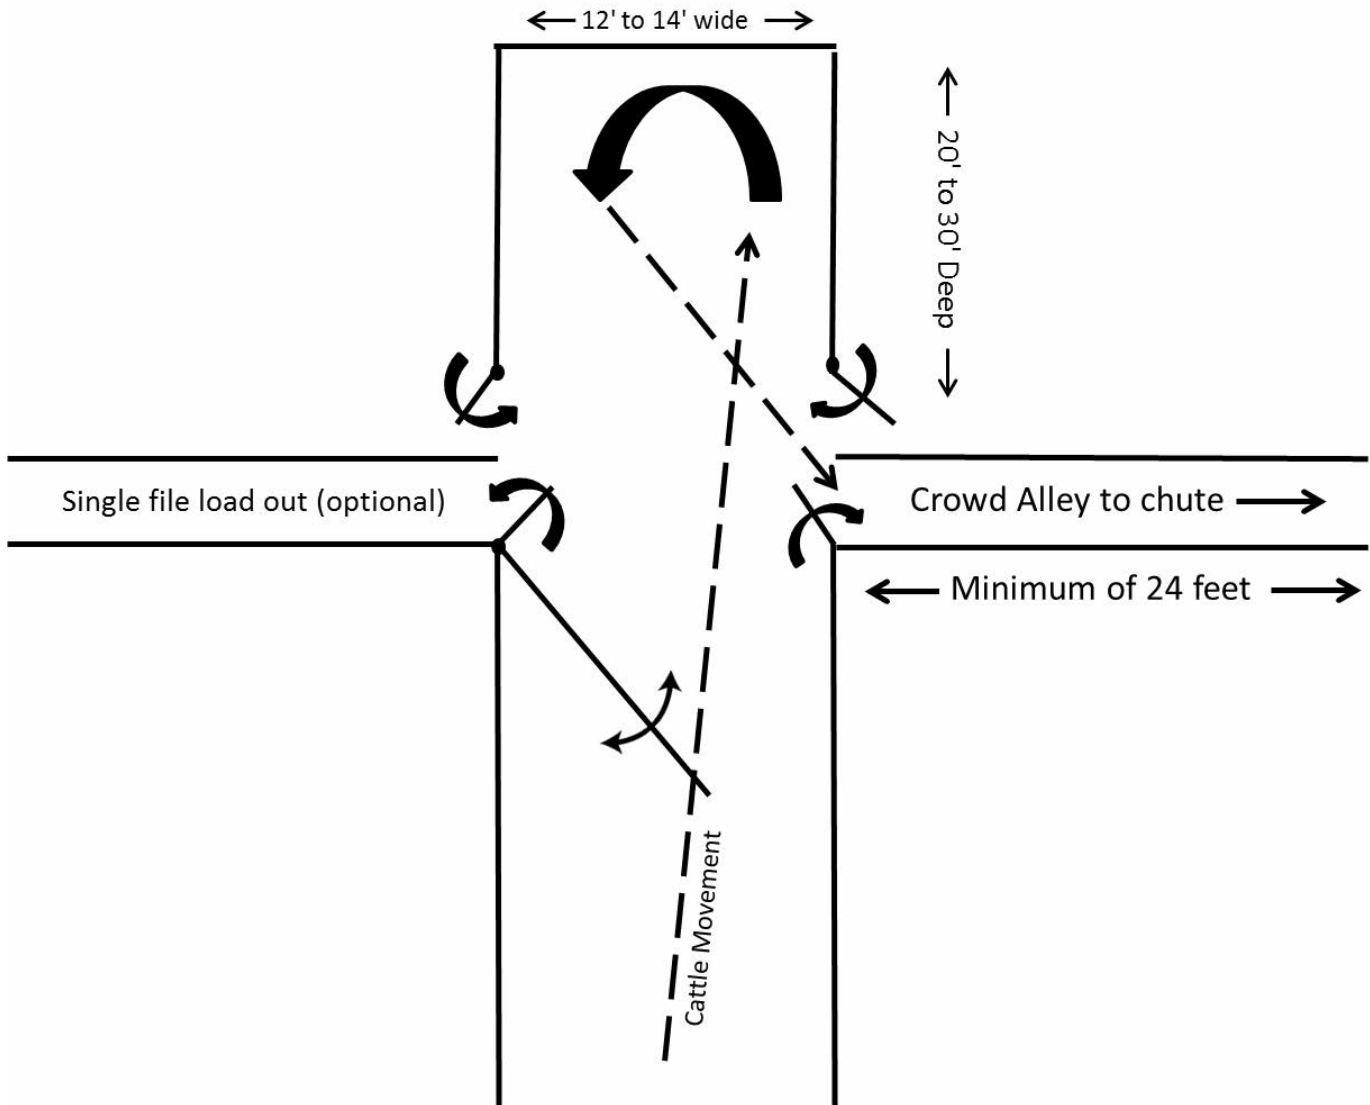 12' to 14' wide
20' to 30' Deep
Single file load out (optional)
Crowd Alley to chute
Minimum of 24 feet
Cattle Movement